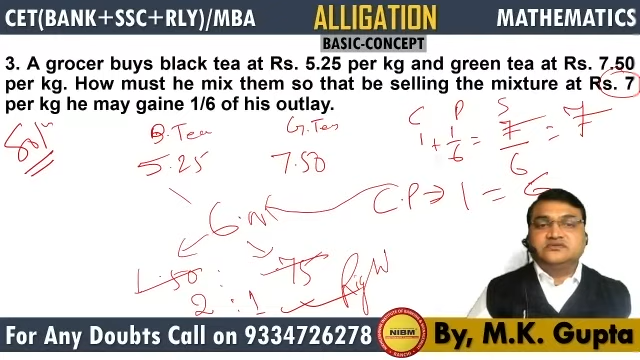 CET(BANK+SSC+RLY)/MBA ALLIGATION MATHEMATICS
BASIC-CONCEPT
3. A grocer buys black tea at Rs. 5.25 per kg and green tea at Rs. 7.50
per kg. How must he mix them so that be selling the mixture at Rs. 7
per kg he may gaine 1/6 of his outlay.
Soln
B.Tea G.Tea
5.25 7.50
C P S
1 + 1/6 = 7/6 = 7
C.P ⇒ 1 = 6
1.50 : 75
2 : 1 Right
For Any Doubts Call on 9334726278 NIBM RANCHI By, M.K. Gupta